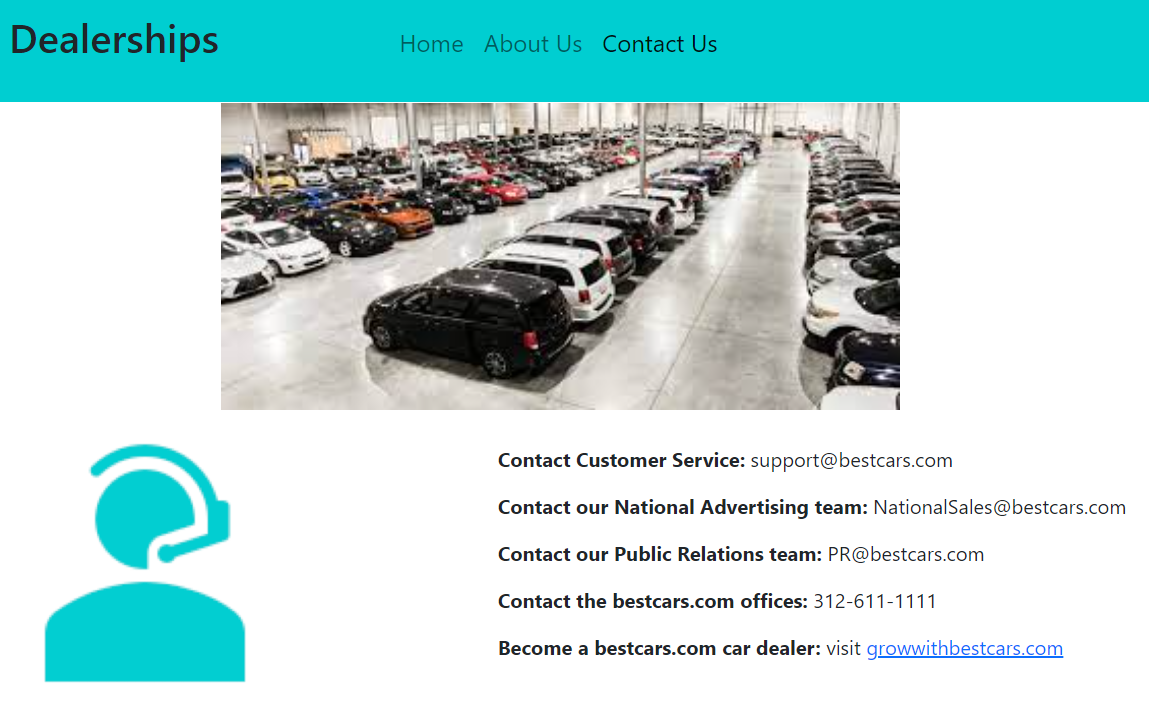 Dealerships
Home About Us Contact Us
Contact Customer Service: support@bestcars.com
Contact our National Advertising team: NationalSales@bestcars.com
Contact our Public Relations team: PR@bestcars.com
Contact the bestcars.com offices: 312-611-1111
Become a bestcars.com car dealer: visit growwithbestcars.com